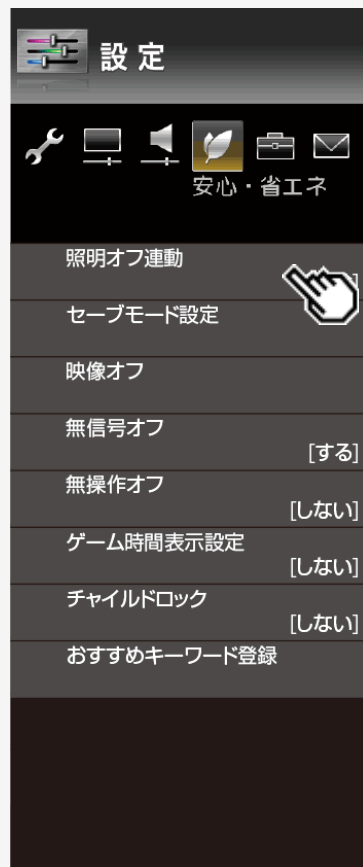 設定
安心・省エネ
照明オフ連動
]
セーブモード設定
映像オフ
無信号オフ
[する]
無操作オフ
[しない]
ゲーム時間表示設定
[しない]
チャイルドロック
[しない]
おすすめキーワード登録